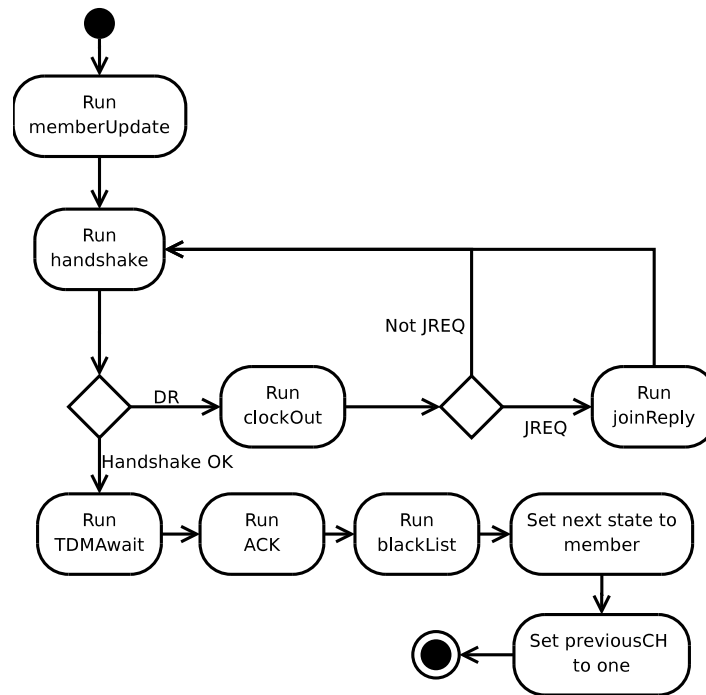 Run
memberUpdate
Run
handshake
Not JREQ
DR
Run
clockOut
JREQ
Run
joinReply
Handshake OK
Run
TDMAwait
Run
ACK
Run
blackList
Set next state to
member
Set previousCH
to one